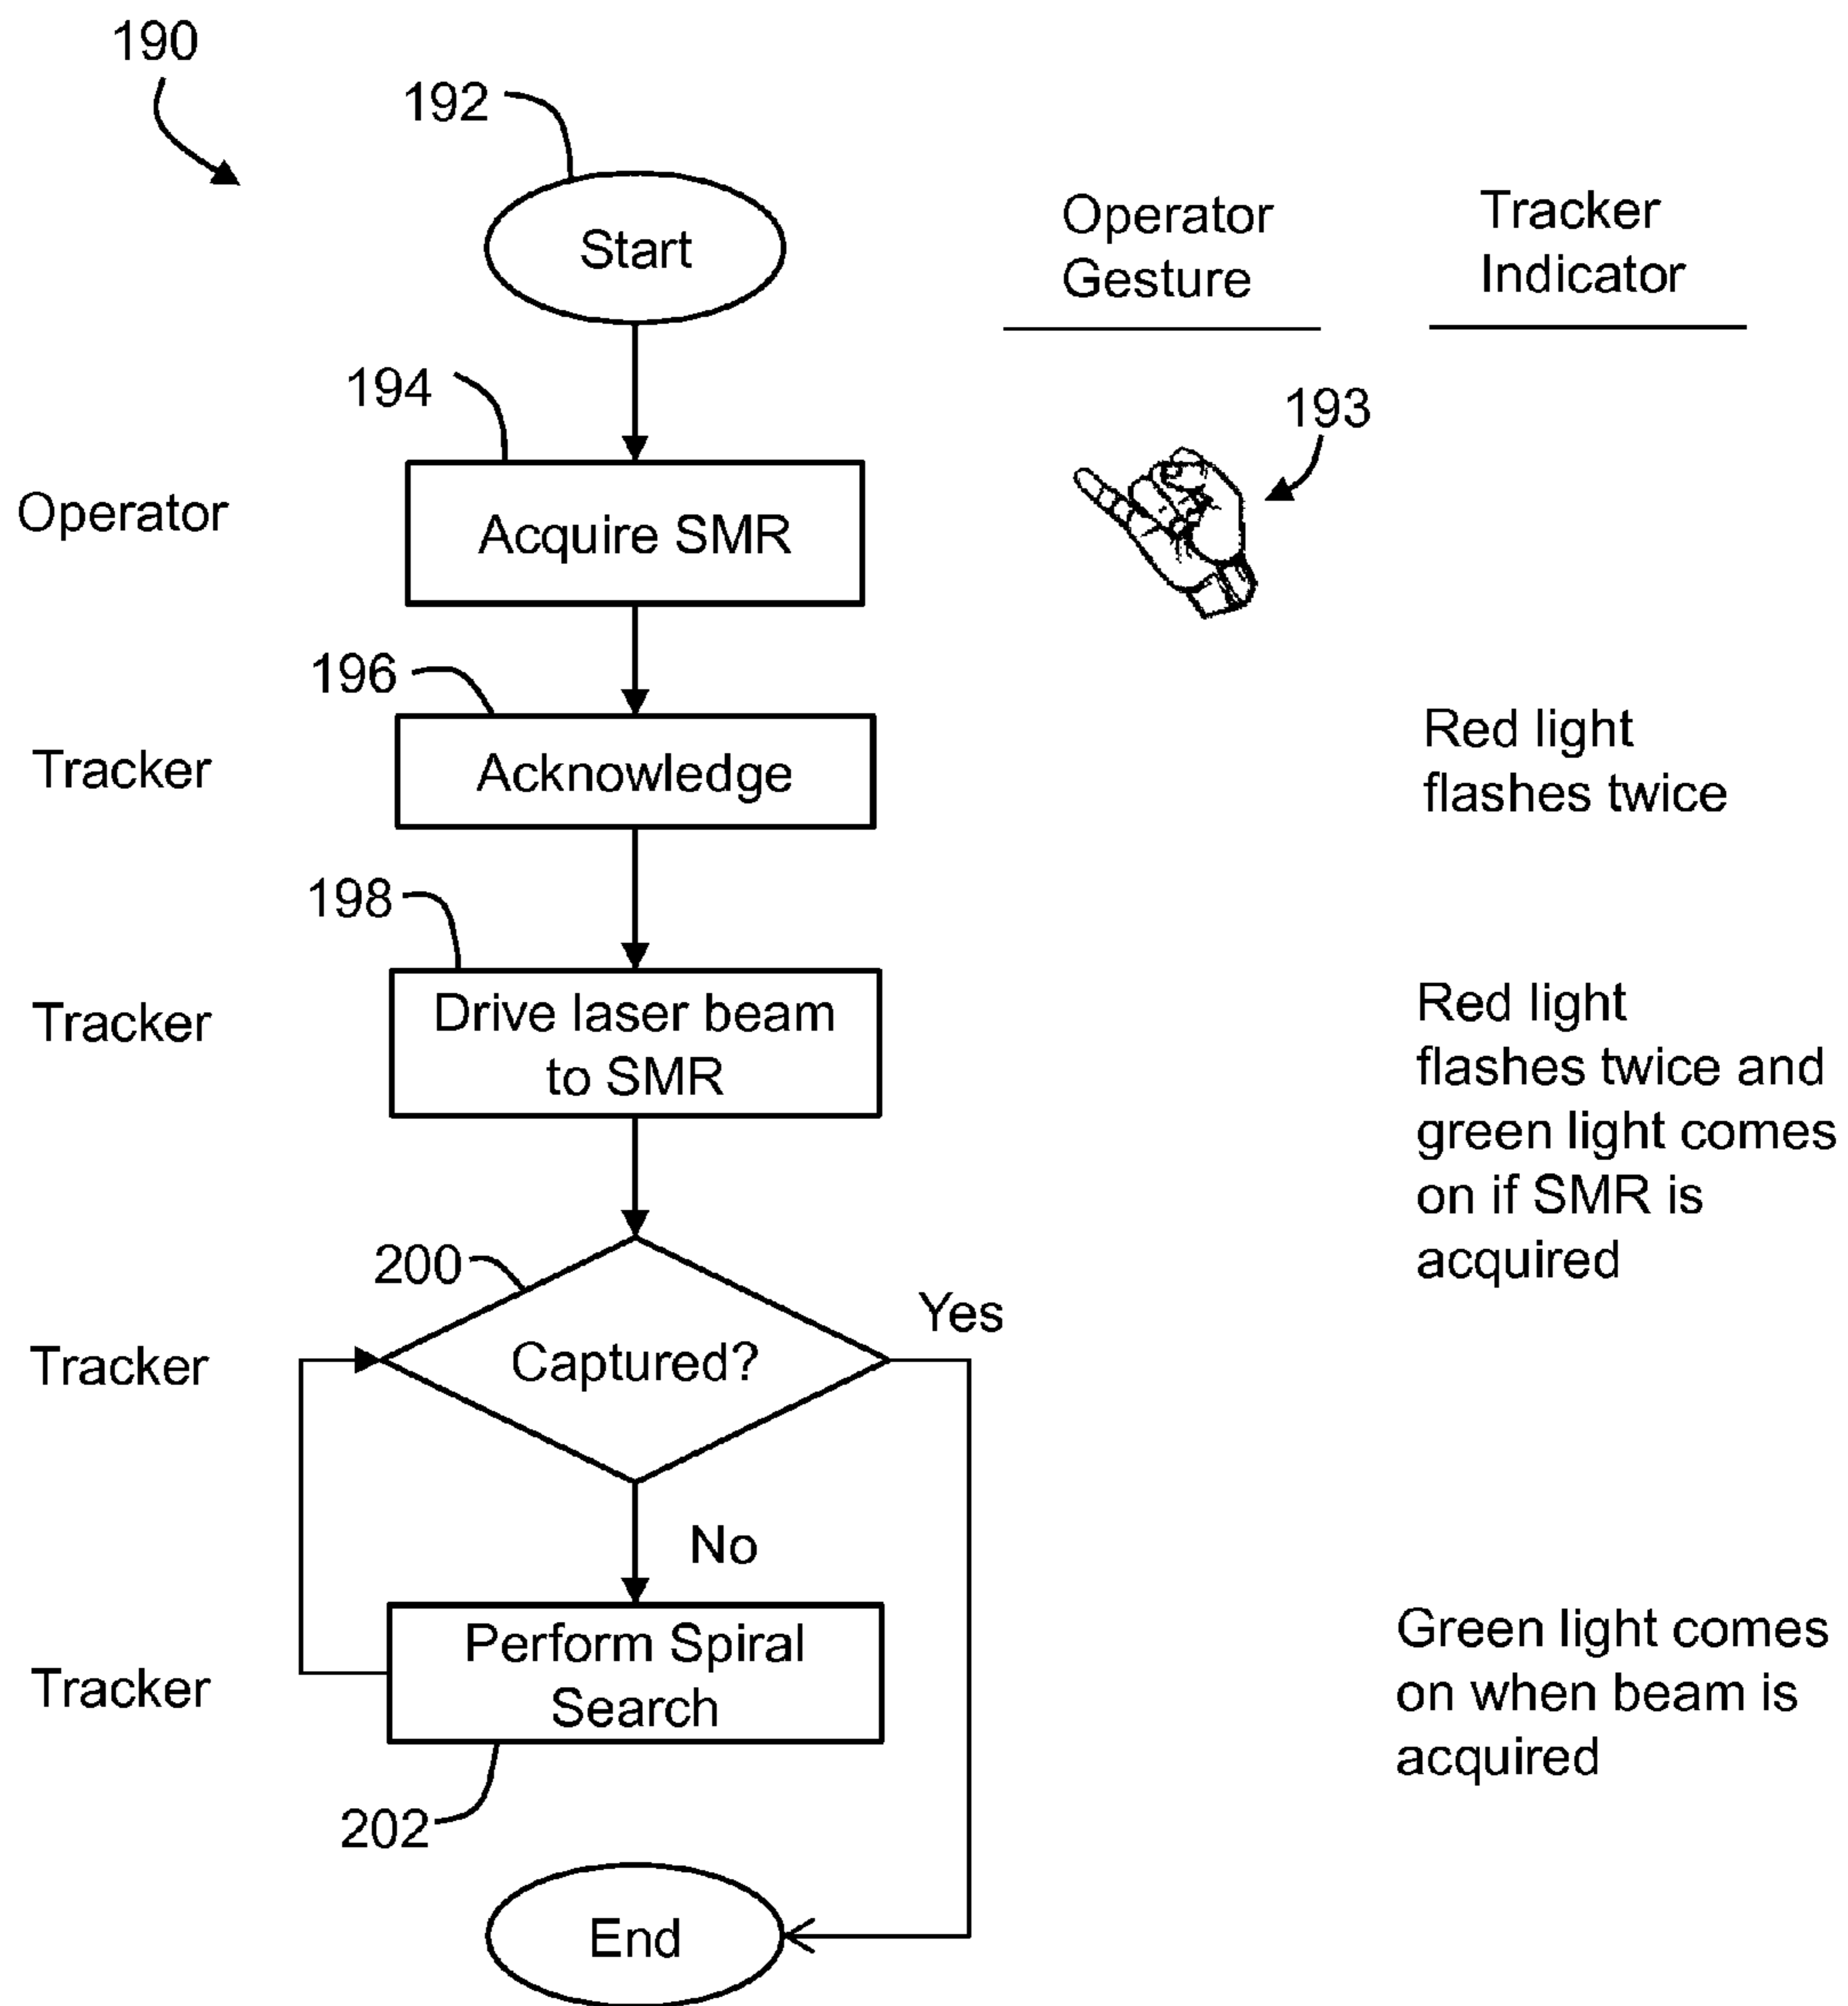 190
192
Start
Operator
Gesture
Tracker
Indicator
194
193
Operator
Acquire SMR
196
Tracker
Acknowledge
Red light
flashes twice
198
Tracker
Drive laser beam
to SMR
Red light
flashes twice and
green light comes
on if SMR is
acquired
200
Yes
Tracker
Captured?
No
Tracker
Perform Spiral
Search
Green light comes
on when beam is
acquired
202
End